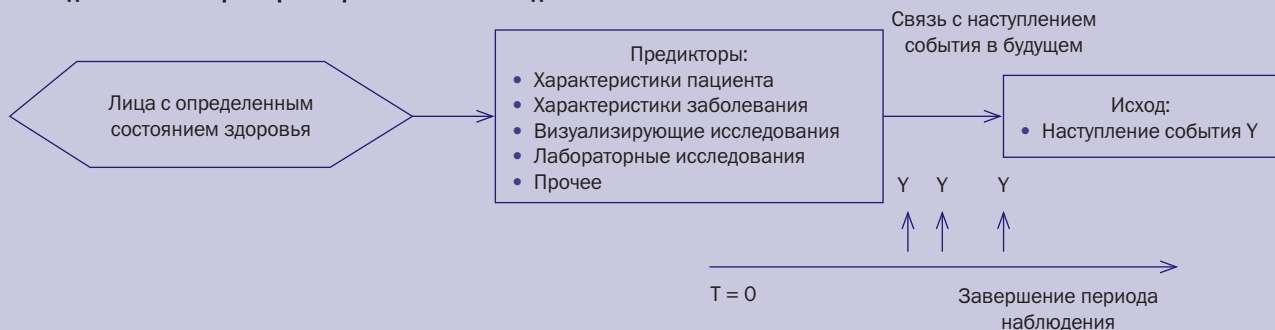 Лица с определенным
состоянием здоровья
Предикторы:
• Характеристики пациента
• Характеристики заболевания
• Визуализирующие исследования
• Лабораторные исследования
• Прочее
Связь с наступлением
события в будущем
Исход:
• Наступление события Y
Y Y Y
T = 0
Завершение периода
наблюдения